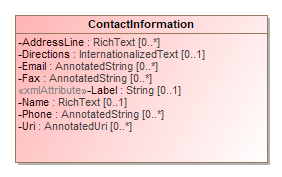 ContactInformation
-AddressLine : RichText [0..*]
-Directions : InternationalizedText [0..1]
-Email : AnnotatedString [0..*]
-Fax : AnnotatedString [0..*]
«xmlAttribute»-Label : String [0..1]
-Name : RichText [0..1]
-Phone : AnnotatedString [0..*]
-Uri : AnnotatedUri [0..*]